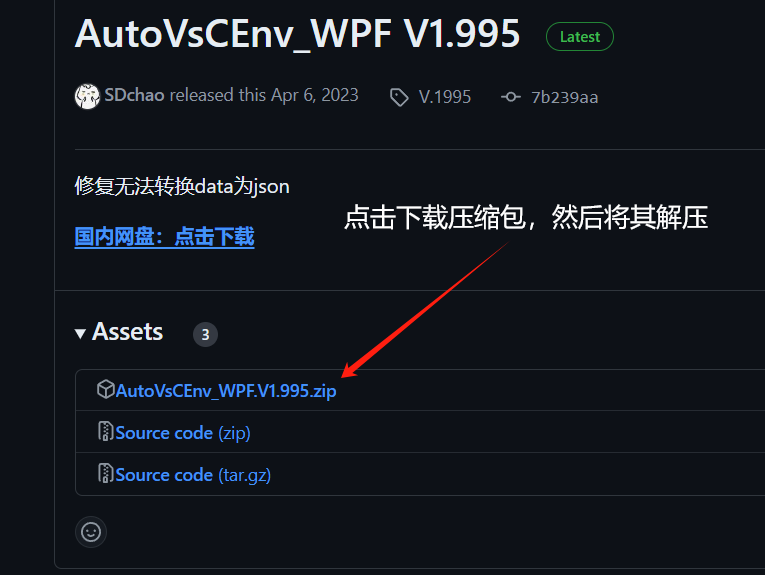 AutoVsCEnv_WPF V1.995 Latest
SDchao released this Apr 6, 2023 V.1995 7b239aa
修复无法转换data为json
点击下载压缩包，然后将其解压
国内网盘：点击下载
Assets 3
AutoVsCEnv_WPF.V1.995.zip
Source code (zip)
Source code (tar.gz)